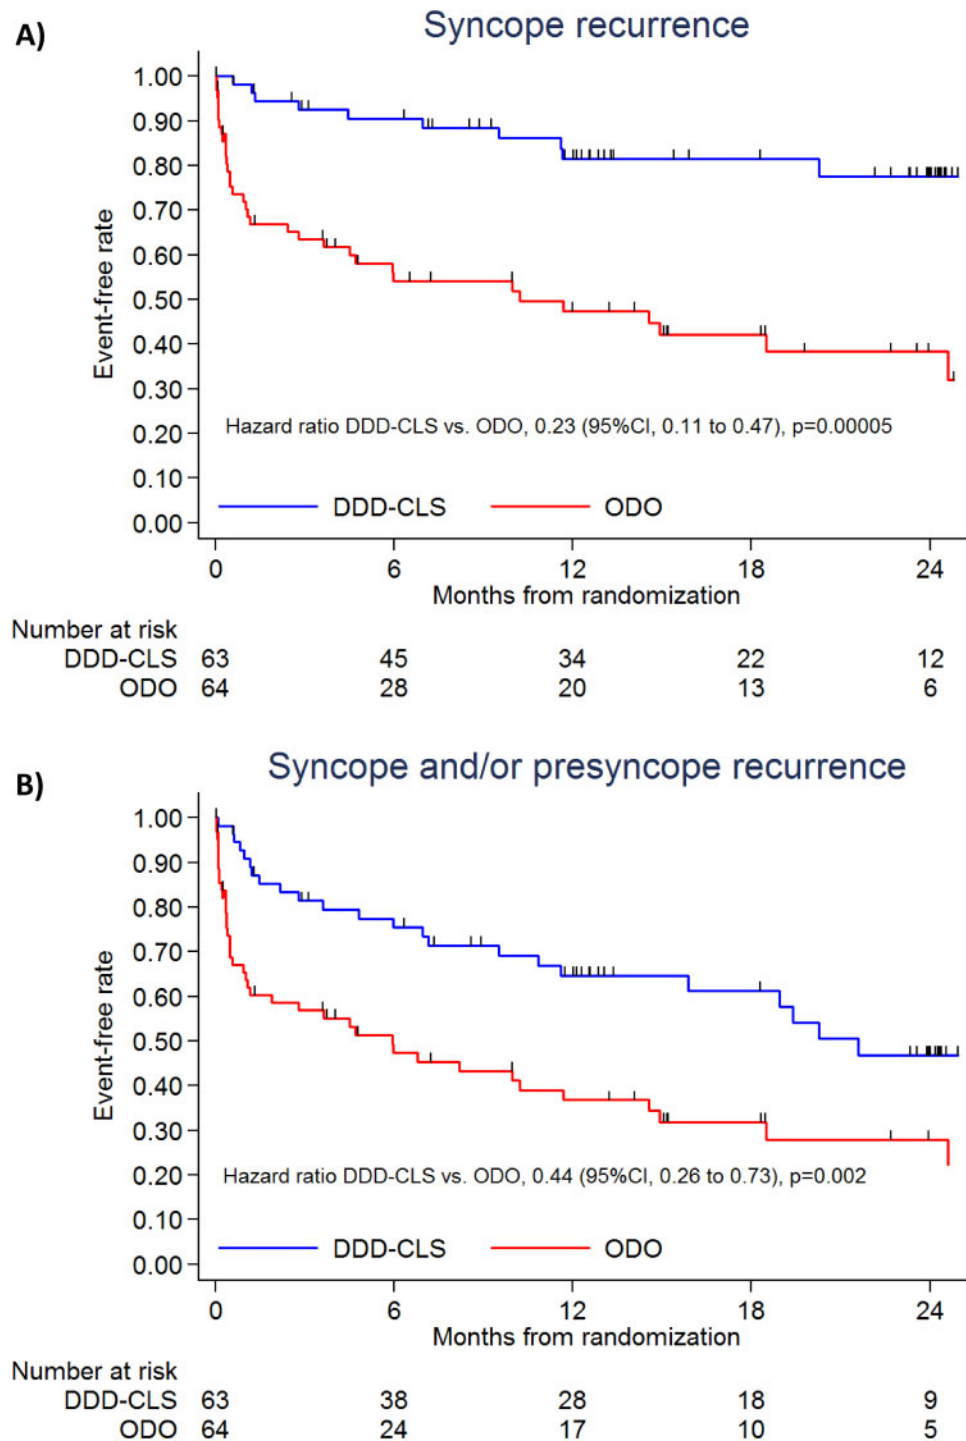 A)
Syncope recurrence
1.00
0.90
0.80
0.70
0.60
0.50
0.40
0.30
0.20
0.10
0.00
Event-free rate
Hazard ratio DDD-CLS vs. ODO, 0.23 (95%CI, 0.11 to 0.47), p=0.00005
DDD-CLS ODO
0 6 12 18 24
Months from randomization
Number at risk
DDD-CLS 63 45 34 22 12
ODO 64 28 20 13 6
B)
Syncope and/or presyncope recurrence
1.00
0.90
0.80
0.70
0.60
0.50
0.40
0.30
0.20
0.10
0.00
Event-free rate
Hazard ratio DDD-CLS vs. ODO, 0.44 (95%CI, 0.26 to 0.73), p=0.002
DDD-CLS ODO
0 6 12 18 24
Months from randomization
Number at risk
DDD-CLS 63 38 28 18 9
ODO 64 24 17 10 5